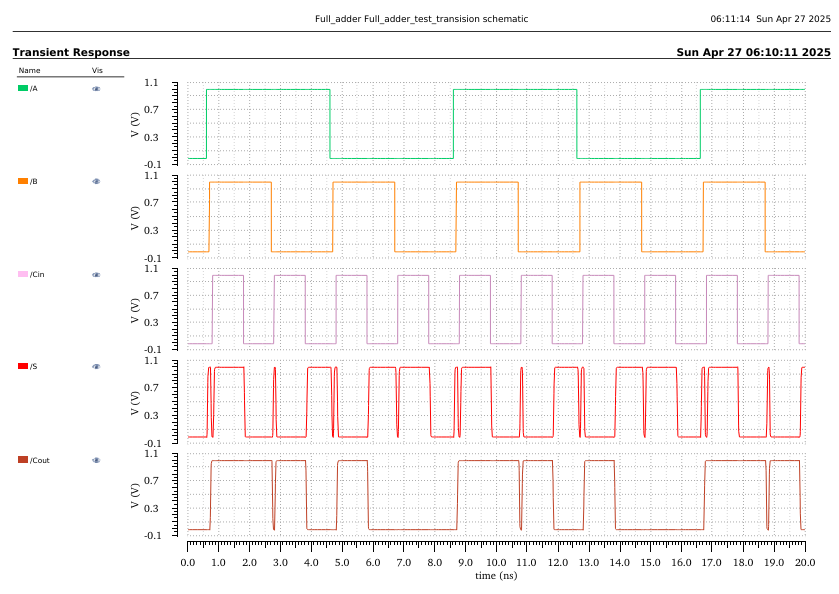 Full_adder Full_adder_test_transision schematic 06:11:14 Sun Apr 27 2025
Transient Response Sun Apr 27 06:10:11 2025
Name Vis
/A
1.1
0.7
0.3
-0.1
V (V)
/B
1.1
0.7
0.3
-0.1
V (V)
/Cin
1.1
0.7
0.3
-0.1
V (V)
/S
1.1
0.7
0.3
-0.1
V (V)
/Cout
1.1
0.7
0.3
-0.1
V (V)
0.0 1.0 2.0 3.0 4.0 5.0 6.0 7.0 8.0 9.0 10.0 11.0 12.0 13.0 14.0 15.0 16.0 17.0 18.0 19.0 20.0
time (ns)